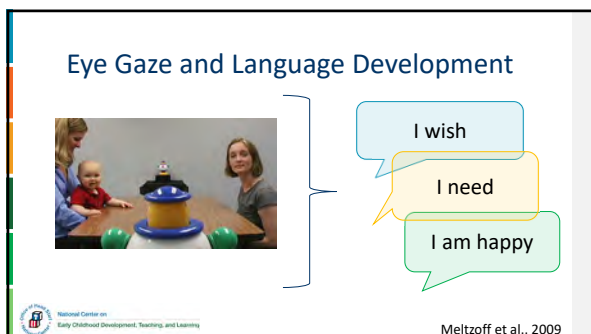 Eye Gaze and Language Development
I wish
I need
I am happy
National Center on
Early Childhood Development, Teaching, and Learning
Meltzoff et al., 2009